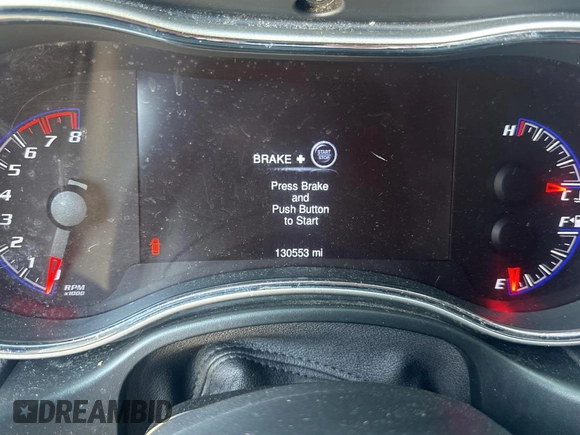 8
7
6
5
4
3
2
1
0
RPM
x1000
BRAKE + START STOP
Press Brake
and
Push Button
to Start
130553 mi
H
C
F
E
DREAMBID